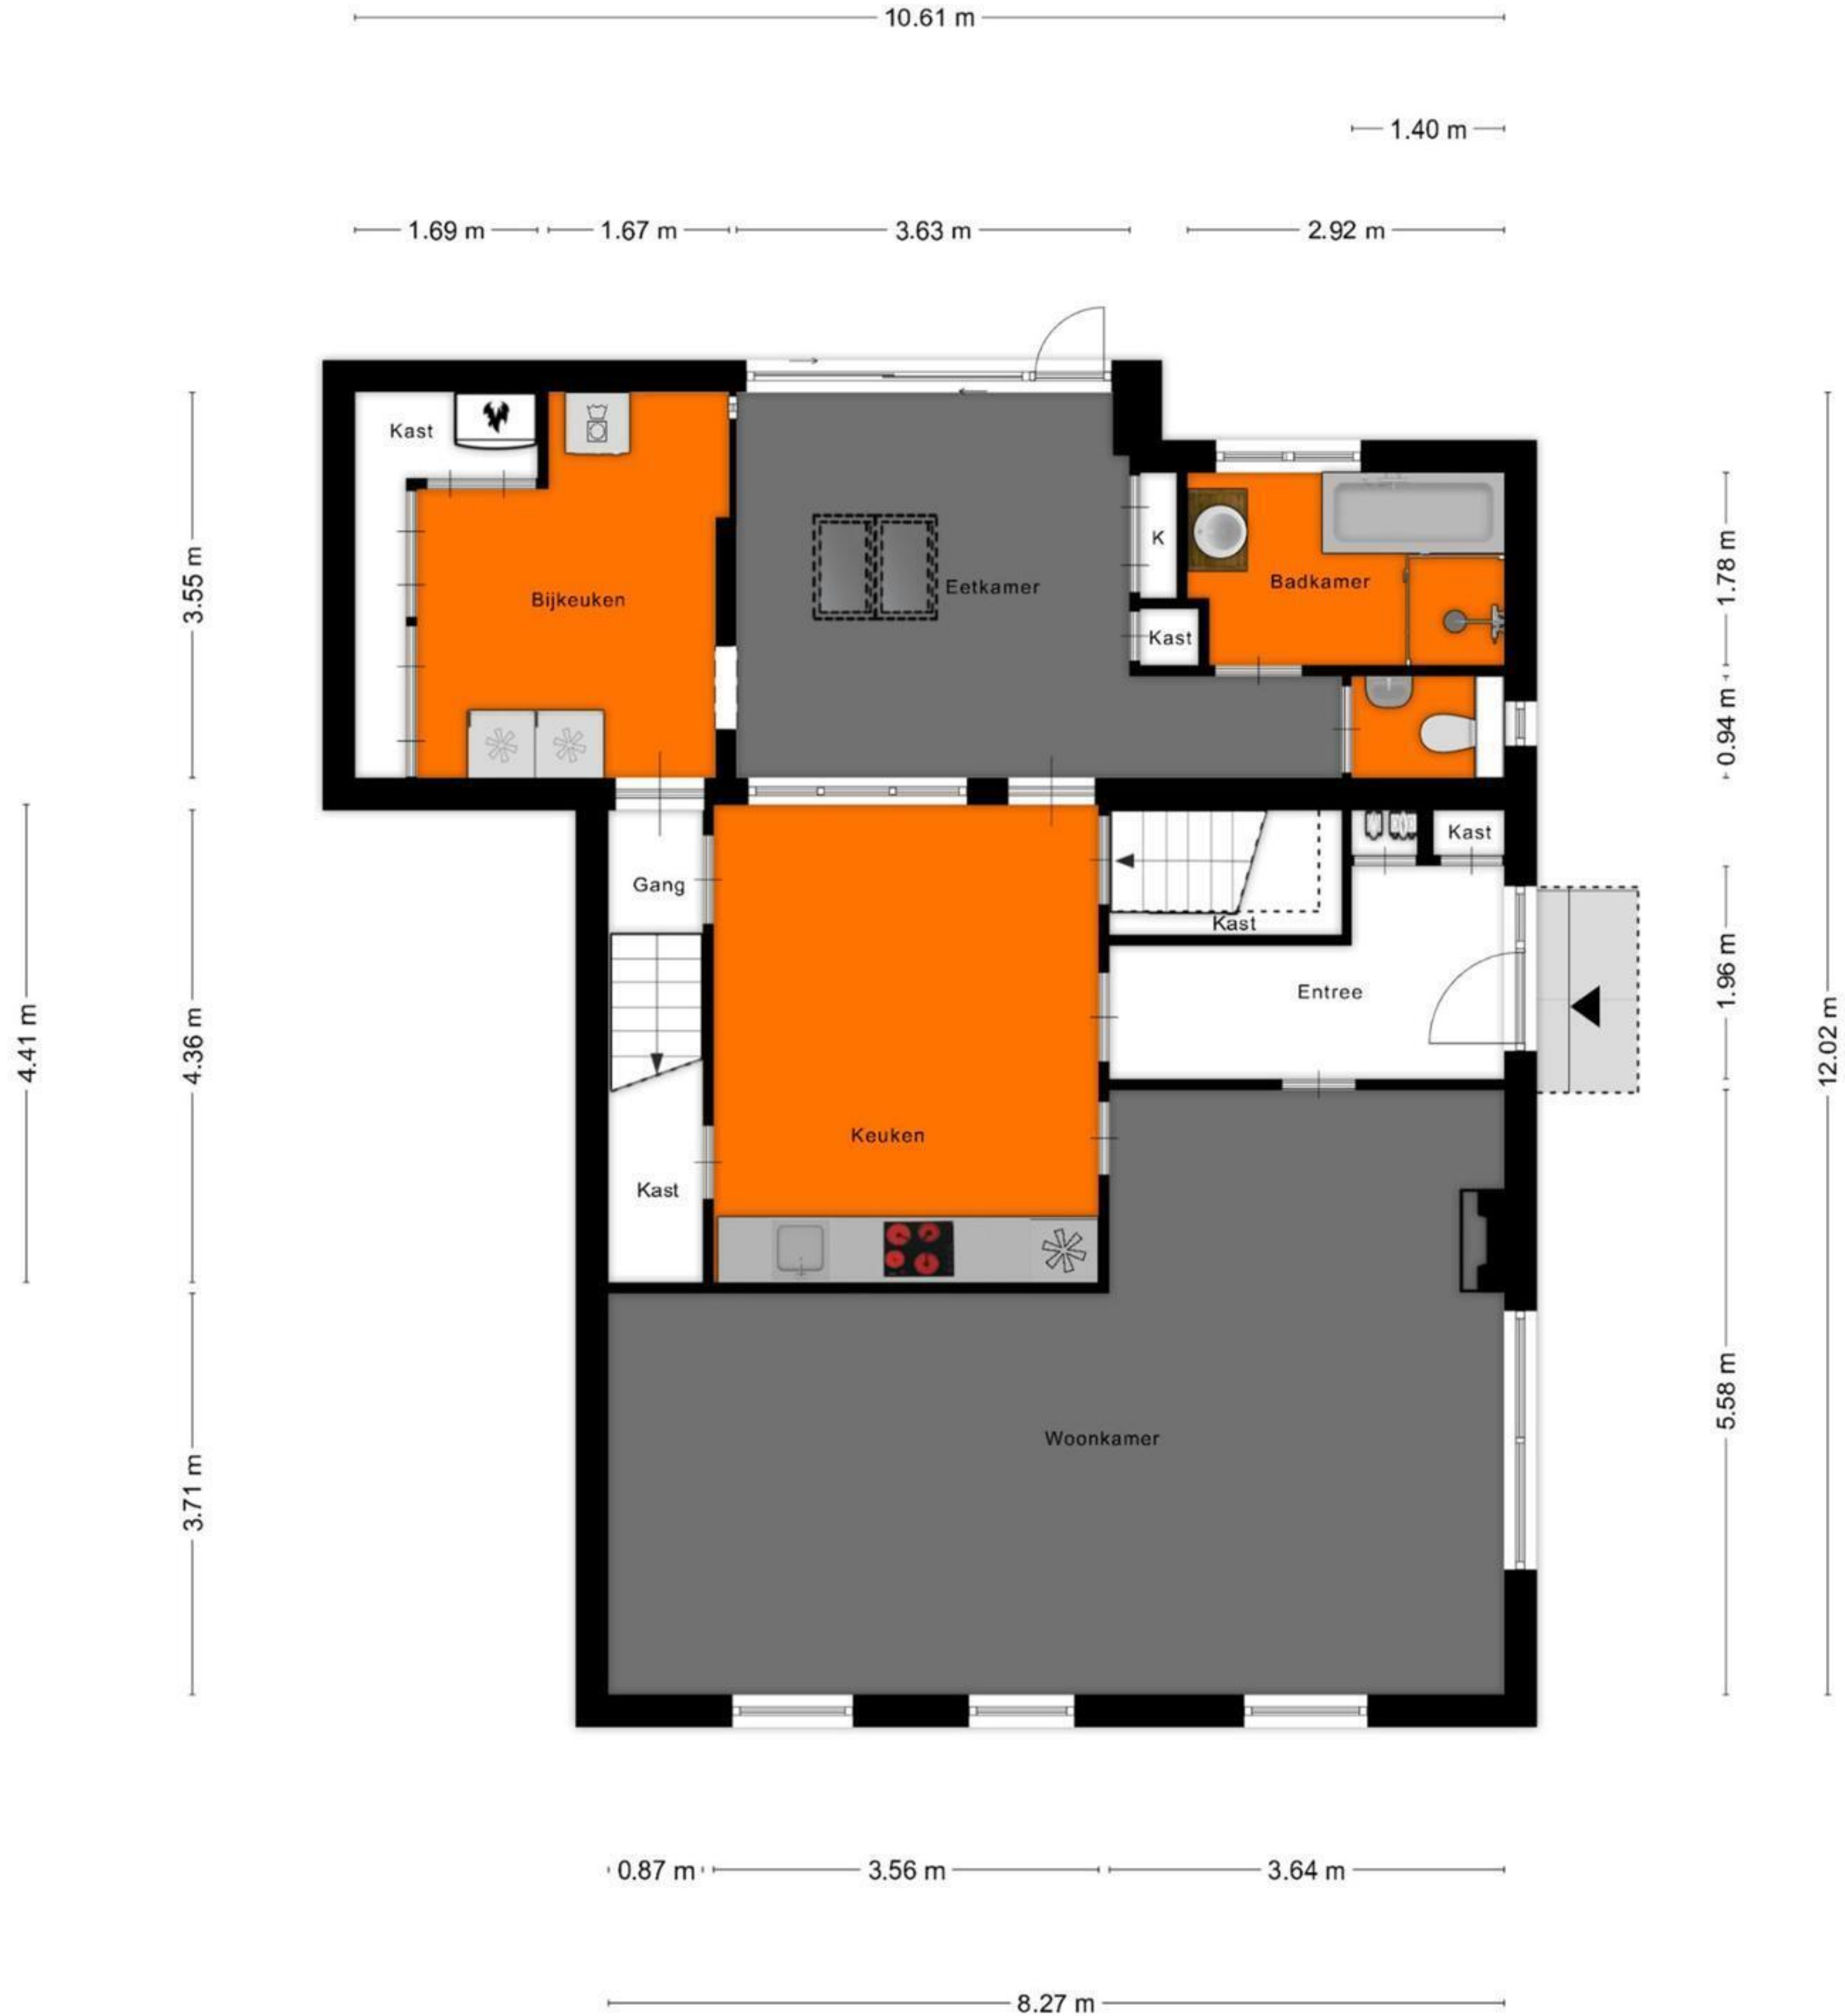 10.61 m
1.40 m
1.69 m
1.67 m
3.63 m
2.92 m
Kast
K
Bijkeuken
Eetkamer
Badkamer
Kast
3.55 m
1.78 m
0.94 m
Kast
Gang
Kast
Entree
4.41 m
4.36 m
1.96 m
12.02 m
Keuken
Kast
5.58 m
Woonkamer
3.71 m
0.87 m
3.56 m
3.64 m
8.27 m